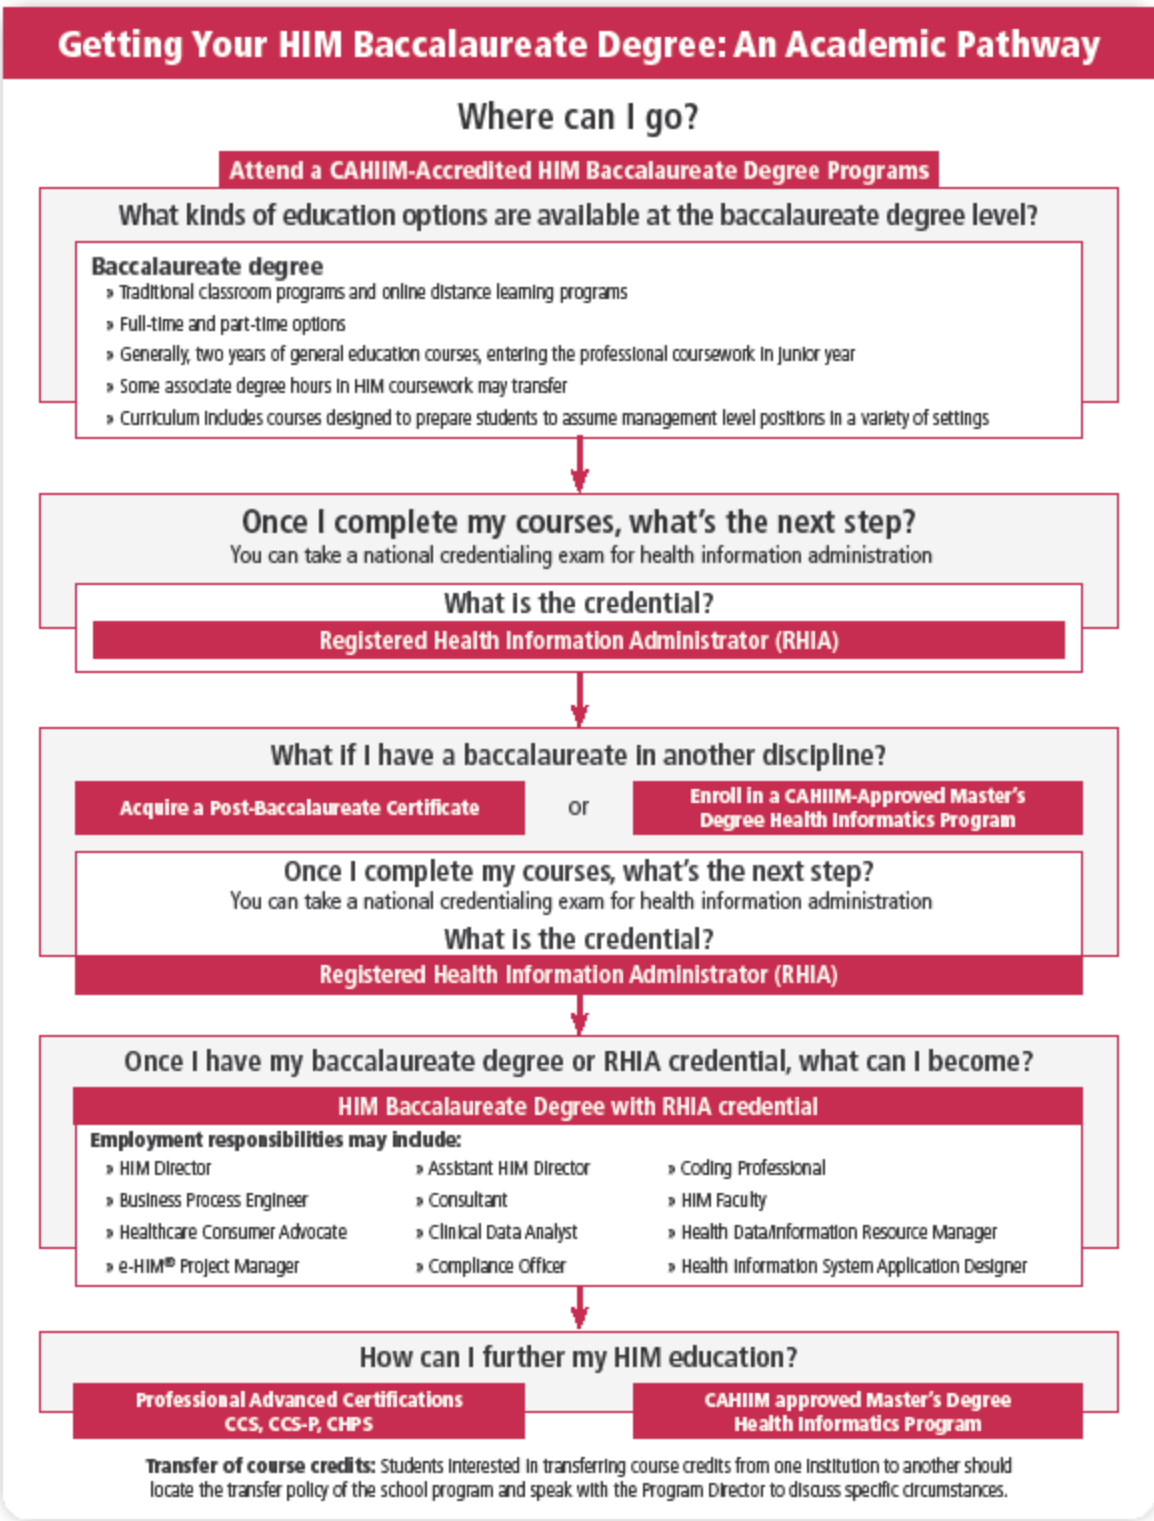 Getting Your HIM Baccalaureate Degree: An Academic Pathway
Where can I go?
Attend a CAHIIM-Accredited HIM Baccalaureate Degree Programs
What kinds of education options are available at the baccalaureate degree level?
Baccalaureate degree
» Traditional classroom programs and online distance learning programs
» Full-time and part-time options
» Generally, two years of general education courses, entering the professional coursework in junior year
» Some associate degree hours in HIM coursework may transfer
» Curriculum includes courses designed to prepare students to assume management level positions in a variety of settings
Once I complete my courses, what's the next step?
You can take a national credentialing exam for health information administration
What is the credential?
Registered Health Information Administrator (RHIA)
What if I have a baccalaureate in another discipline?
Acquire a Post-Baccalaureate Certificate
or
Enroll in a CAHIIM-Approved Master's
Degree Health Informatics Program
Once I complete my courses, what's the next step?
You can take a national credentialing exam for health information administration
What is the credential?
Registered Health Information Administrator (RHIA)
Once I have my baccalaureate degree or RHIA credential, what can I become?
HIM Baccalaureate Degree with RHIA credential
Employment responsibilities may include:
» HIM Director
» Business Process Engineer
» Healthcare Consumer Advocate
» e-HIM® Project Manager
» Assistant HIM Director
» Consultant
» Clinical Data Analyst
» Compliance Officer
» Coding Professional
» HIM Faculty
» Health Data/Information Resource Manager
» Health Information System Application Designer
How can I further my HIM education?
Professional Advanced Certifications
CCS, CCS-P, CHPS
CAHIIM approved Master's Degree
Health Informatics Program
Transfer of course credits: Students interested in transferring course credits from one institution to another should
locate the transfer policy of the school program and speak with the Program Director to discuss specific circumstances.